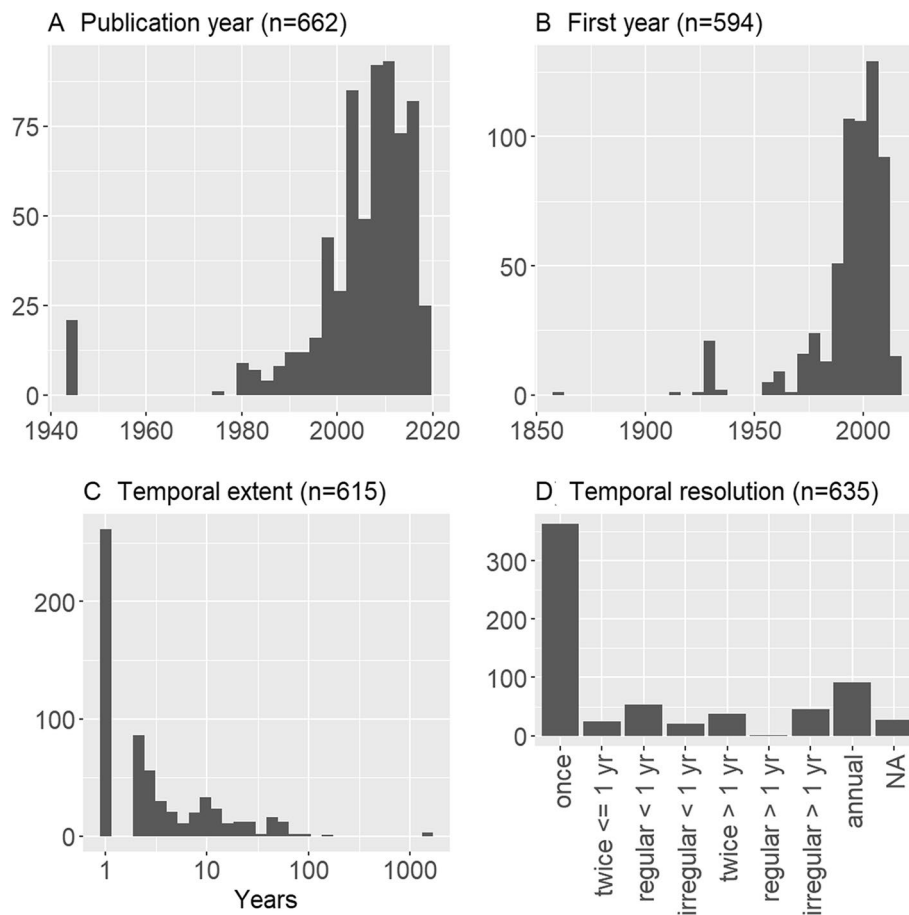 A Publication year (n=662)
75
50
25
0
1940 1960 1980 2000 2020
B First year (n=594)
100
50
0
1850 1900 1950 2000
C Temporal extent (n=615)
200
100
0
1 10 100 1000
Years
D Temporal resolution (n=635)
300
200
100
0
once
twice <= 1 yr
regular < 1 yr
irregular < 1 yr
twice > 1 yr
regular > 1 yr
irregular > 1 yr
annual
NA